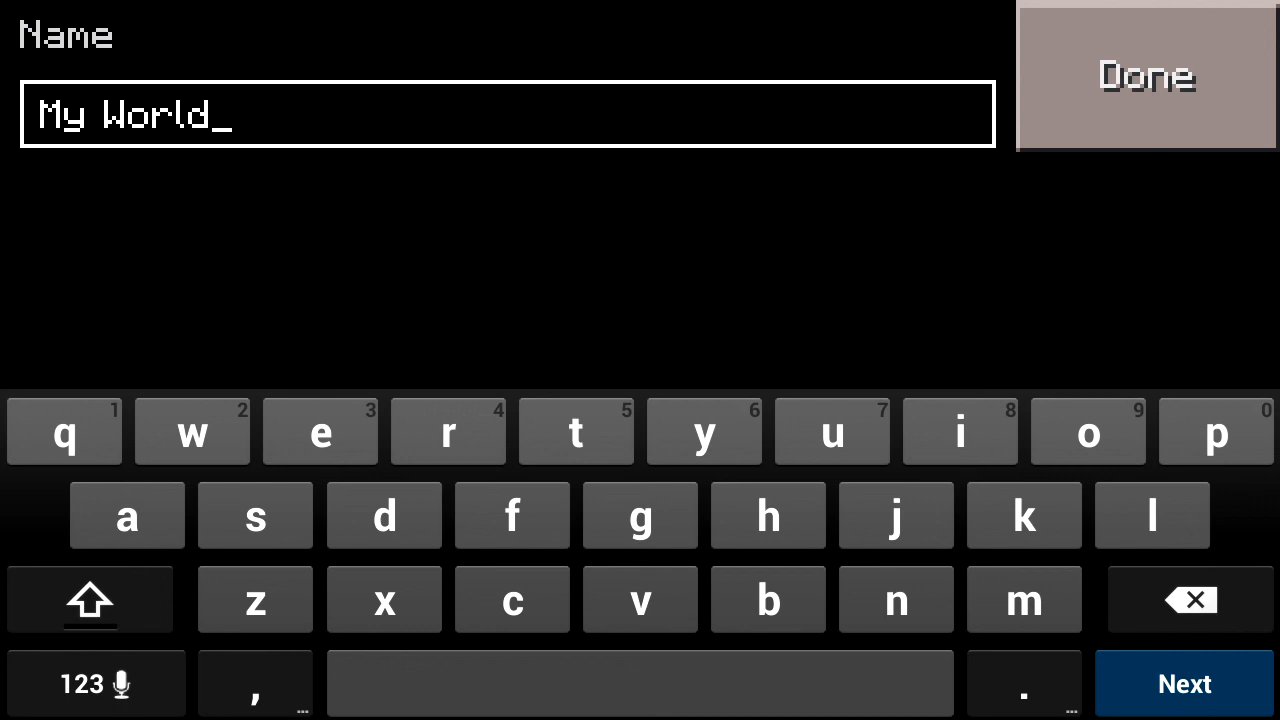 Name
Done
My World_
q 1 w 2 e 3 r 4 t 5 y 6 u 7 i 8 o 9 p 0
a s d f g h j k l
z x c v b n m
123 , ... . ... Next